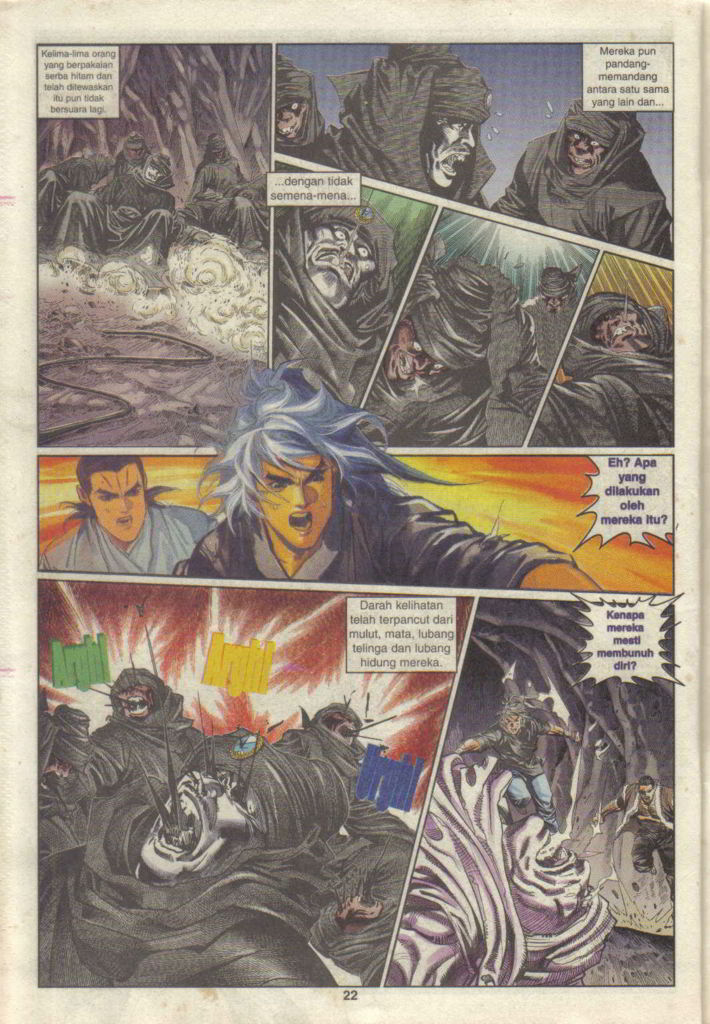 Kelima-lima orang
yang berpakaian
serba hitam dan
telah ditewaskan
itu pun tidak
bersuara lagi.
Mereka pun
pandang-
memandang
antara satu sama
yang lain dan...
...dengan tidak
semena-mena...
Eh? Apa
yang
dilakukan
oleh
mereka itu?
Darah kelihatan
telah terpancut dari
mulut, mata, lubang
telinga dan lubang
hidung mereka.
Arghh!
Arghh!
Arghh!
Kenapa
mereka
mesti
membunuh
diri?
22